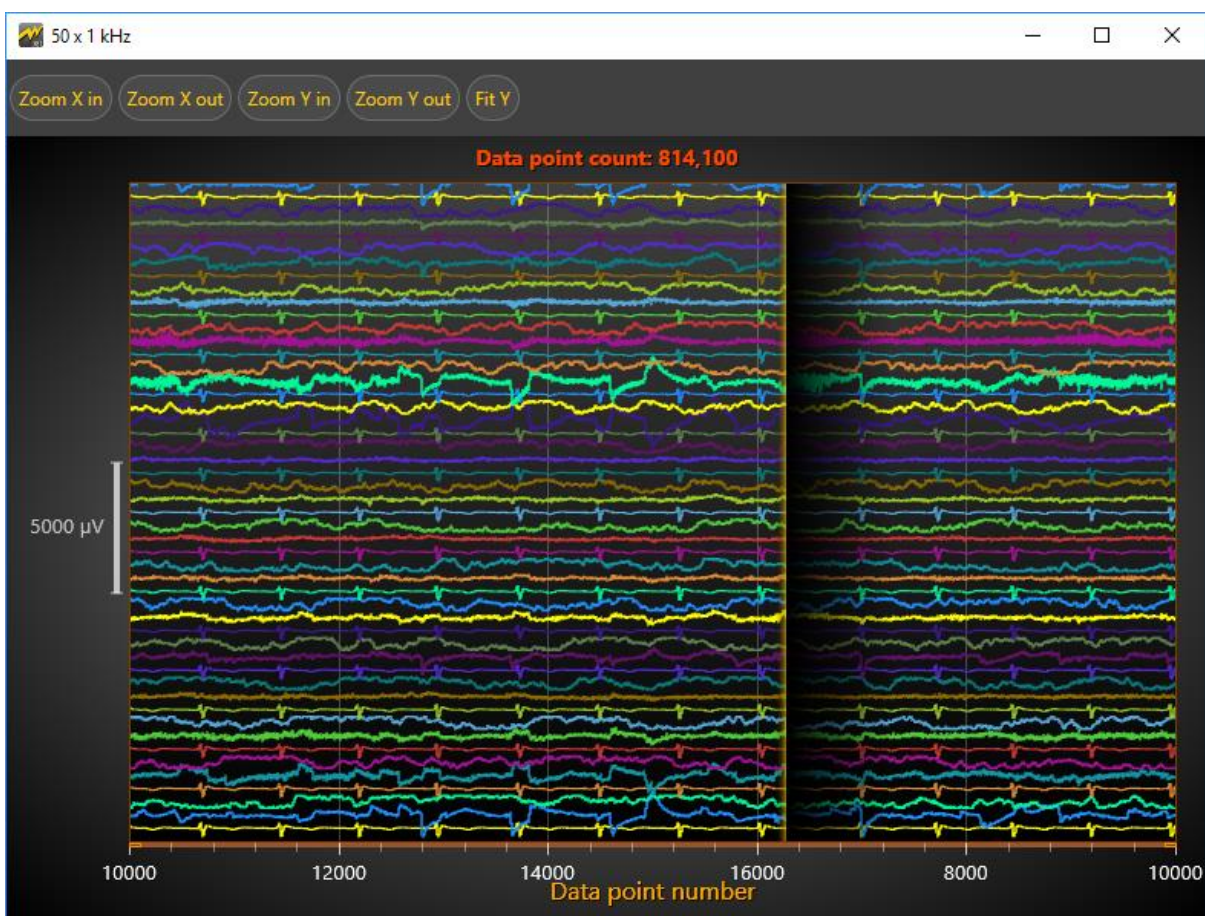 50 x 1 kHz
Zoom X in Zoom X out Zoom Y in Zoom Y out Fit Y
Data point count: 814,100
5000 µV
10000 12000 14000 16000 8000 10000
Data point number